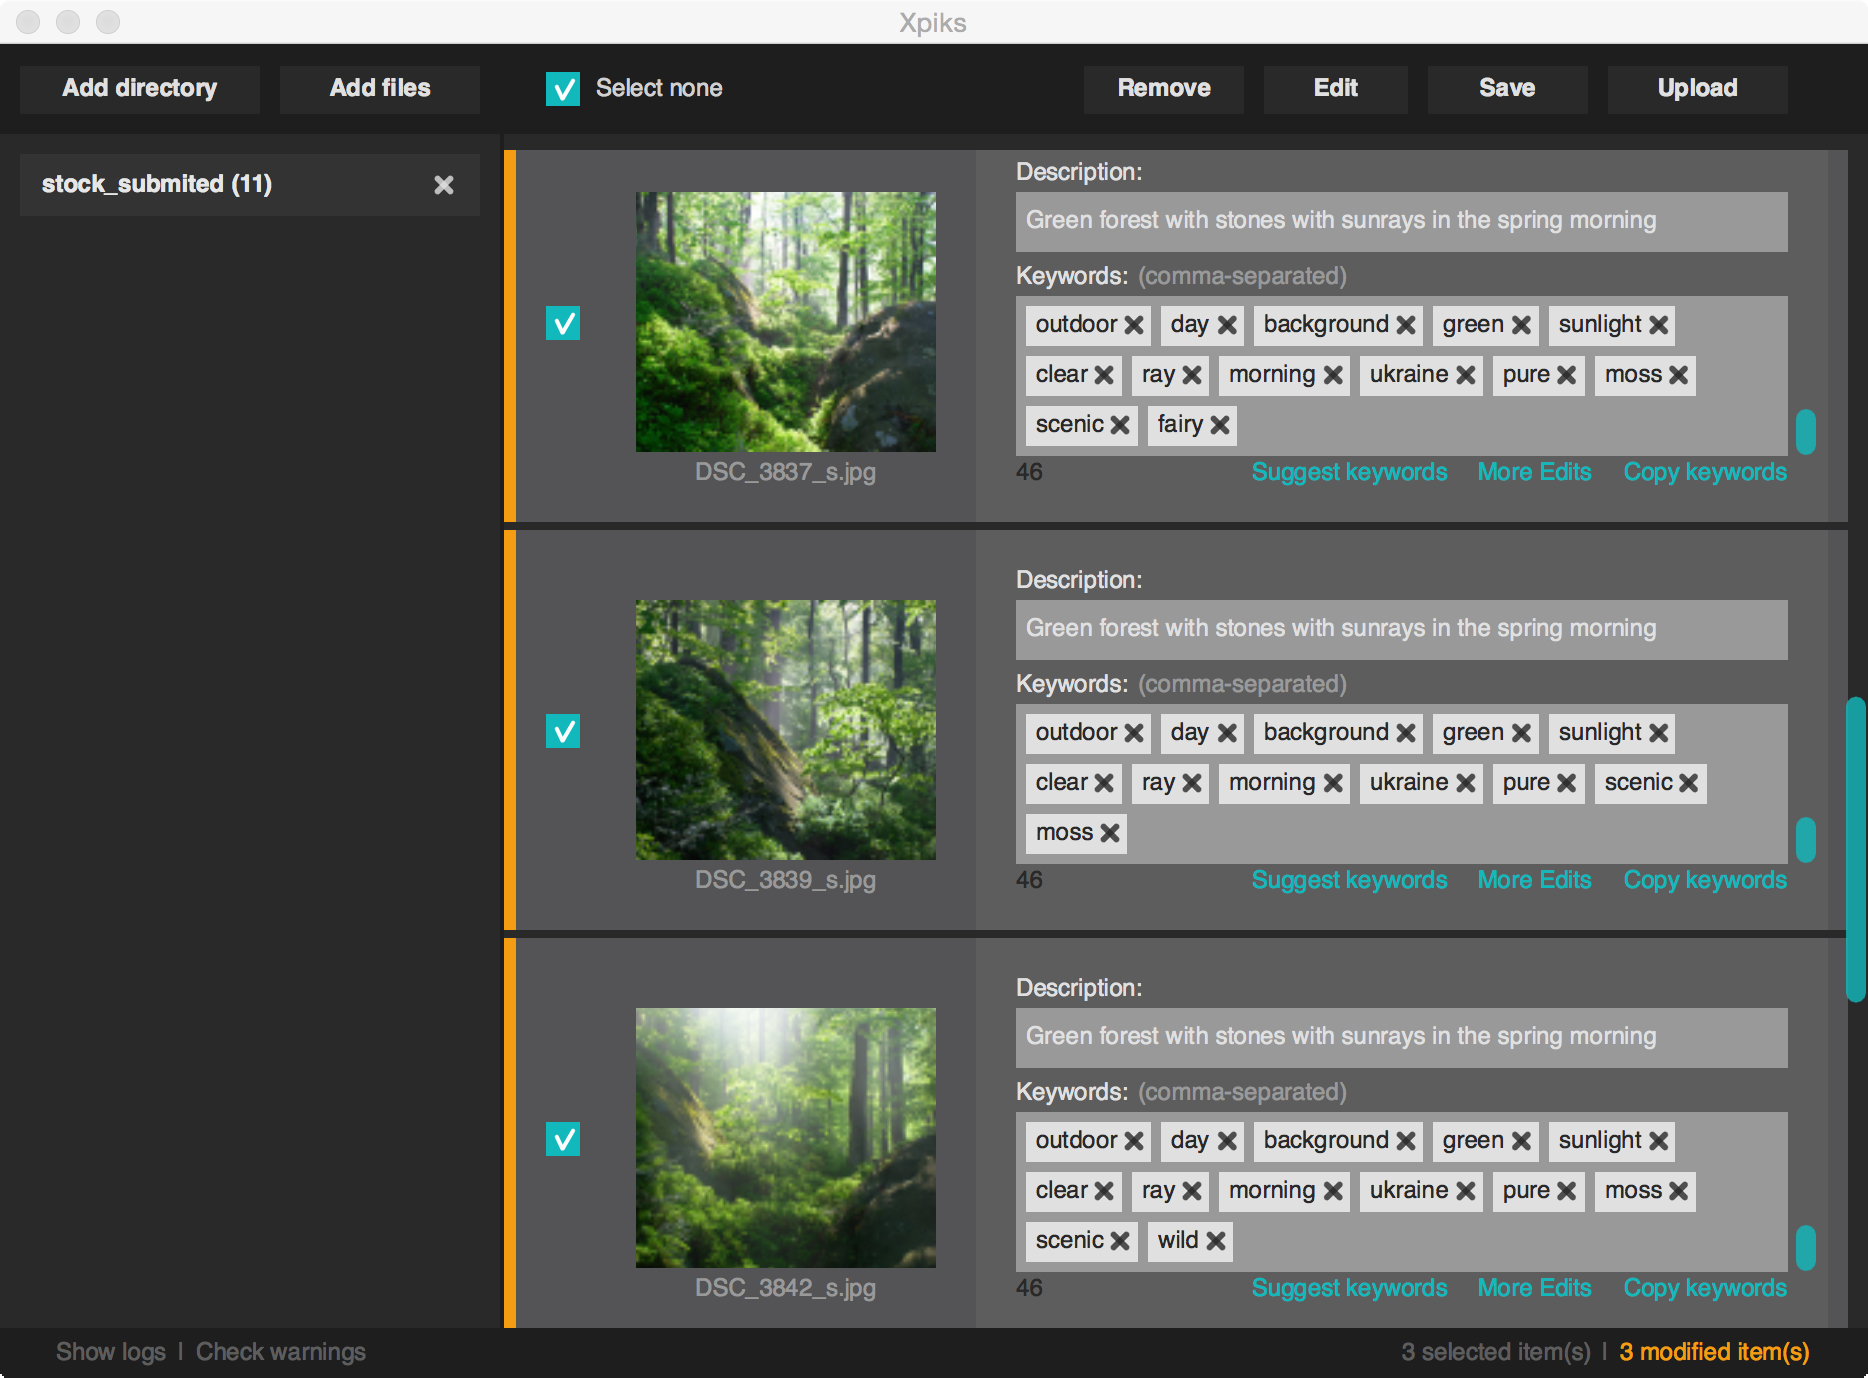 Xpiks
Add directory Add files Select none Remove Edit Save Upload
stock_submited (11)
Description:
Green forest with stones with sunrays in the spring morning
Keywords: (comma-separated)
outdoor day background green sunlight
clear ray morning ukraine pure moss
scenic fairy
DSC_3837_s.jpg
46 Suggest keywords More Edits Copy keywords
Description:
Green forest with stones with sunrays in the spring morning
Keywords: (comma-separated)
outdoor day background green sunlight
clear ray morning ukraine pure scenic
moss
DSC_3839_s.jpg
46 Suggest keywords More Edits Copy keywords
Description:
Green forest with stones with sunrays in the spring morning
Keywords: (comma-separated)
outdoor day background green sunlight
clear ray morning ukraine pure moss
scenic wild
DSC_3842_s.jpg
46 Suggest keywords More Edits Copy keywords
Show logs | Check warnings 3 selected item(s) | 3 modified item(s)